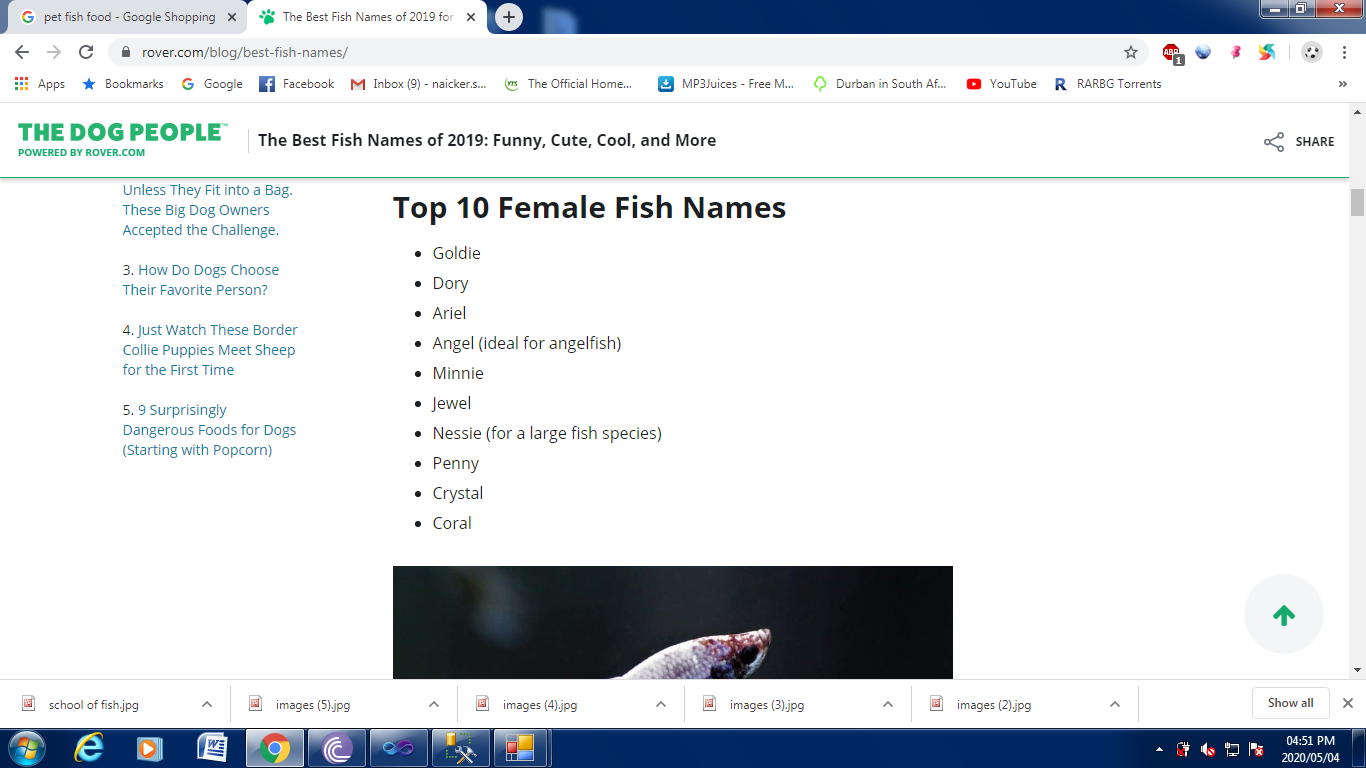 pet fish food - Google Shopping
The Best Fish Names of 2019 for
rover.com/blog/best-fish-names/
ABP
1
Apps
Bookmarks
Google
Facebook
Inbox (9) - naicker.s...
YTS
The Official Home...
MP3Juices - Free M...
Durban in South Af...
YouTube
RARBG Torrents
THE DOG PEOPLE™
POWERED BY ROVER.COM
The Best Fish Names of 2019: Funny, Cute, Cool, and More
SHARE
Unless They Fit into a Bag.
These Big Dog Owners
Accepted the Challenge.
3. How Do Dogs Choose
Their Favorite Person?
4. Just Watch These Border
Collie Puppies Meet Sheep
for the First Time
5. 9 Surprisingly
Dangerous Foods for Dogs
(Starting with Popcorn)
Top 10 Female Fish Names
• Goldie
• Dory
• Ariel
• Angel (ideal for angelfish)
• Minnie
• Jewel
• Nessie (for a large fish species)
• Penny
• Crystal
• Coral
school of fish.jpg
images (5).jpg
images (4).jpg
images (3).jpg
images (2).jpg
Show all
04:51 PM
2020/05/04